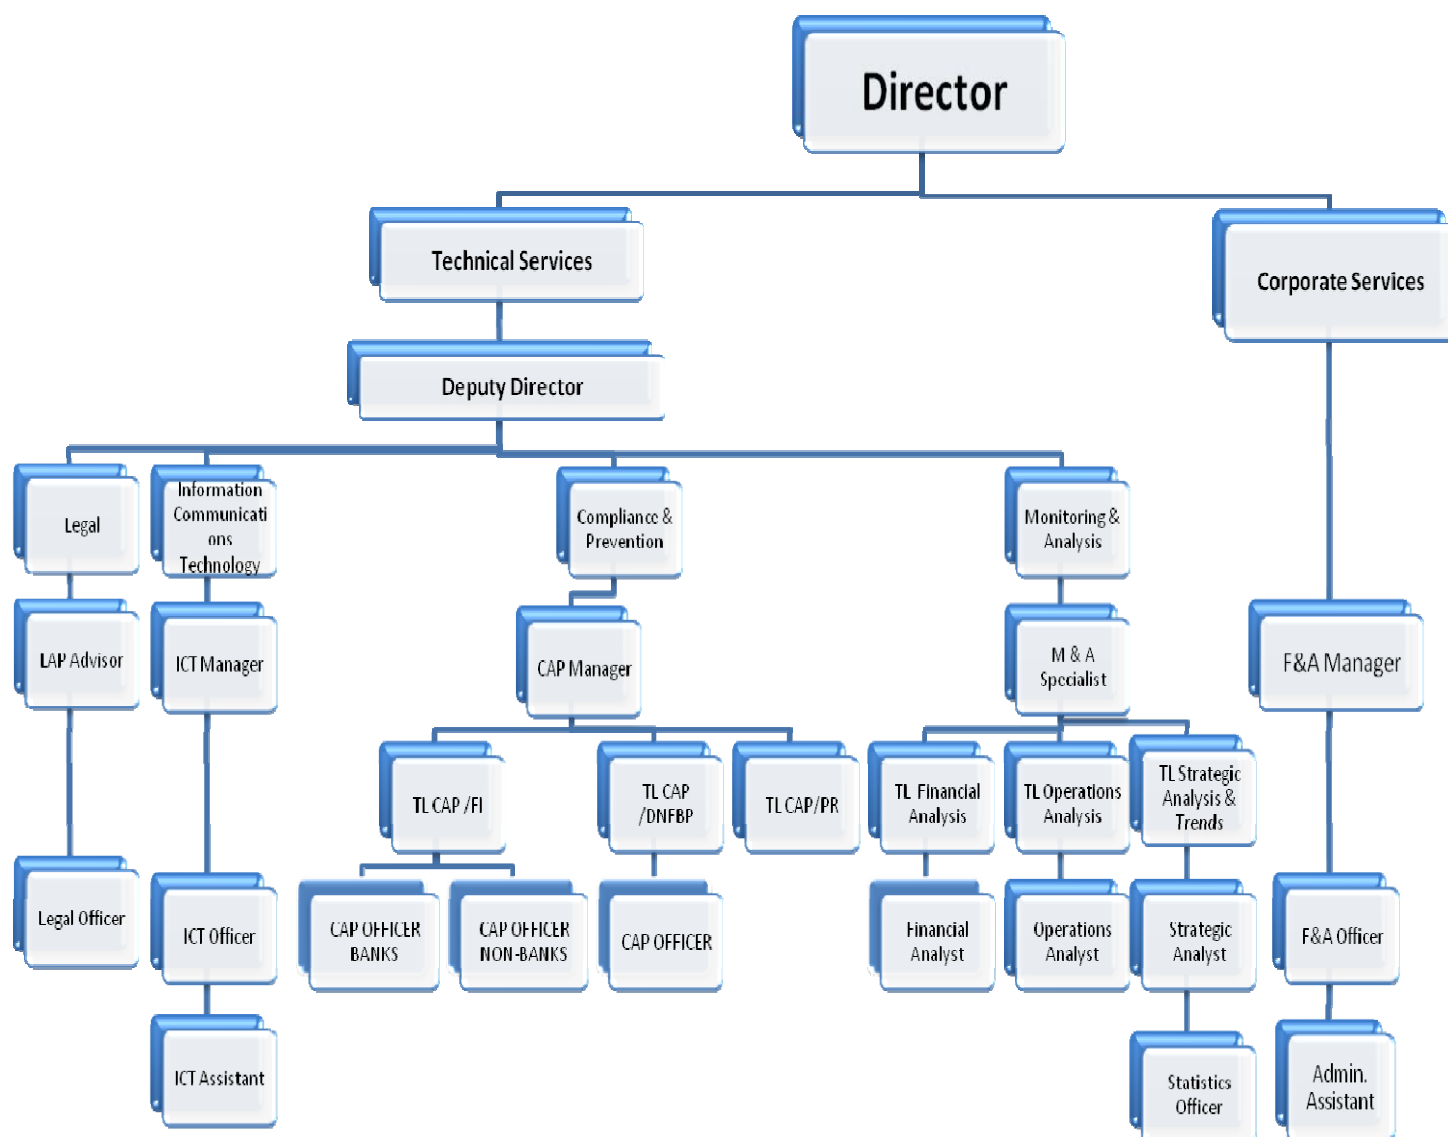 Director
Technical Services
Corporate Services
Deputy Director
Legal
Information
Communicati
ons
Technology
Compliance &
Prevention
Monitoring &
Analysis
LAP Advisor
ICT Manager
CAP Manager
M & A
Specialist
F&A Manager
TL CAP /FI
TL CAP
/DNFBP
TL CAP/PR
TL Financial
Analysis
TL Operations
Analysis
TL Strategic
Analysis &
Trends
Legal Officer
ICT Officer
CAP OFFICER
BANKS
CAP OFFICER
NON-BANKS
CAP OFFICER
Financial
Analyst
Operations
Analyst
Strategic
Analyst
F&A Officer
ICT Assistant
Statistics
Officer
Admin.
Assistant